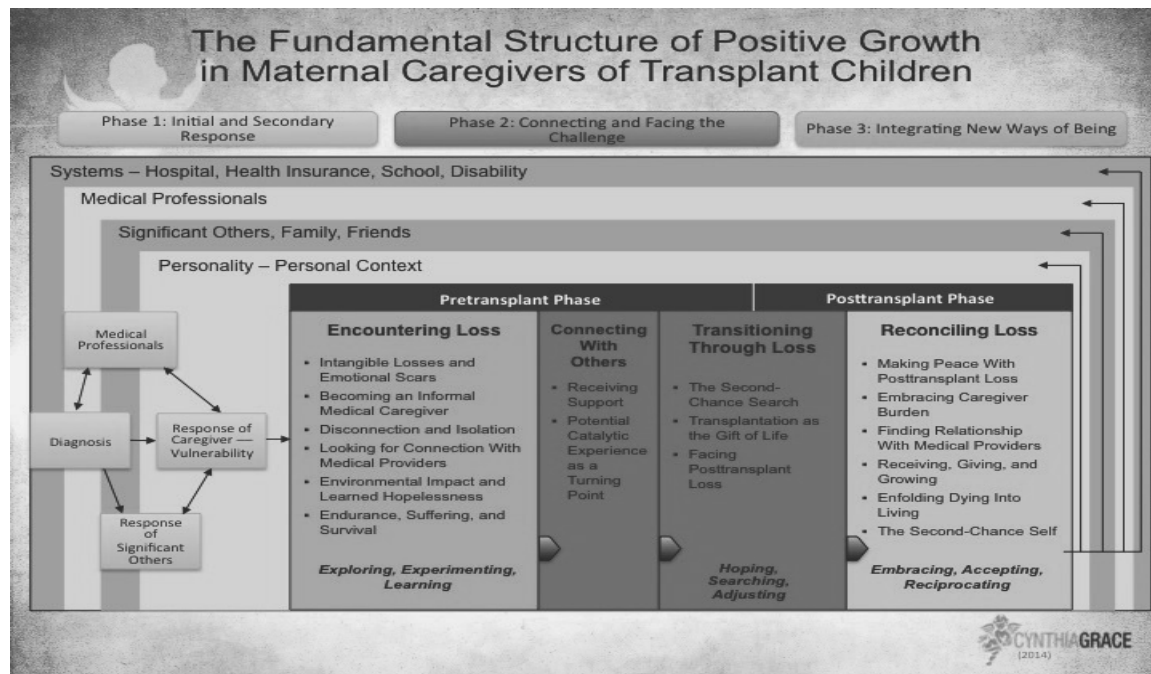 The Fundamental Structure of Positive Growth
in Maternal Caregivers of Transplant Children
Phase 1: Initial and Secondary
Response
Phase 2: Connecting and Facing the
Challenge
Phase 3: Integrating New Ways of Being
Systems – Hospital, Health Insurance, School, Disability
Medical Professionals
Significant Others, Family, Friends
Personality – Personal Context
Pretransplant Phase
Posttransplant Phase
Medical
Professionals
Diagnosis
Response of
Caregiver —
Vulnerability
Response
of
Significant
Others
Encountering Loss
• Intangible Losses and
Emotional Scars
• Becoming an Informal
Medical Caregiver
• Disconnection and Isolation
• Looking for Connection With
Medical Providers
• Environmental Impact and
Learned Hopelessness
• Endurance, Suffering, and
Survival
Exploring, Experimenting,
Learning
Connecting
With
Others
• Receiving
Support
• Potential
Catalytic
Experience
as a
Turning
Point
Transitioning
Through Loss
• The Second-
Chance Search
• Transplantation as
the Gift of Life
• Facing
Posttransplant
Loss
Hoping,
Searching,
Adjusting
Reconciling Loss
• Making Peace With
Posttransplant Loss
• Embracing Caregiver
Burden
• Finding Relationship
With Medical Providers
• Receiving, Giving, and
Growing
• Enfolding Dying Into
Living
• The Second-Chance Self
Embracing, Accepting,
Reciprocating
CYNTHIAGRACE
(2014)